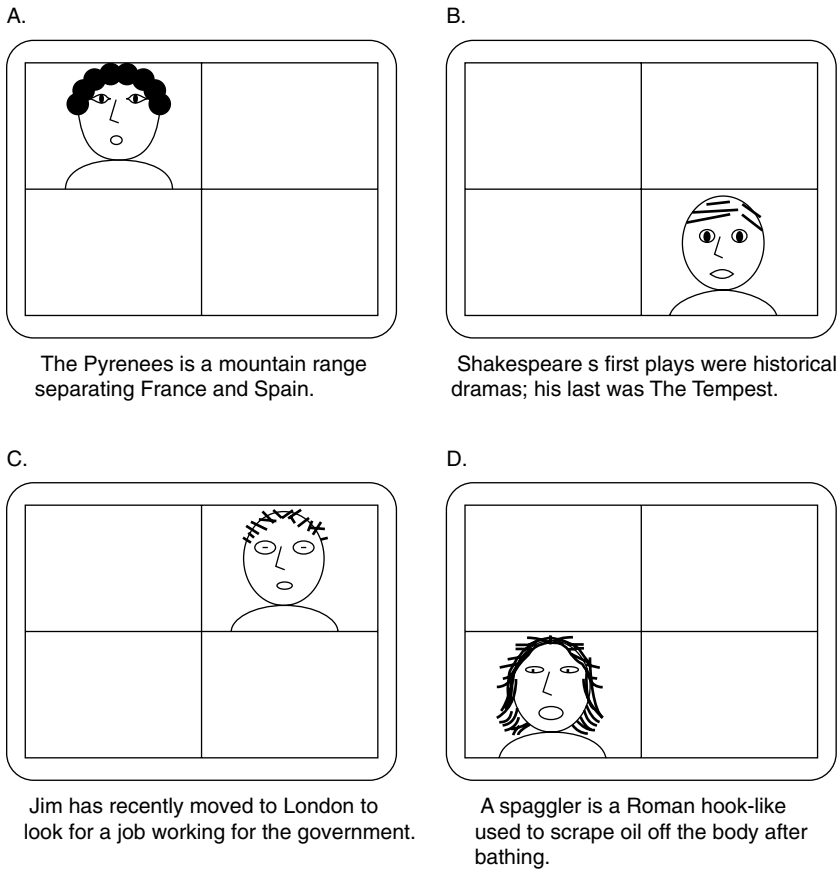 A.
B.
The Pyrenees is a mountain range
separating France and Spain.
Shakespeare s first plays were historical
dramas; his last was The Tempest.
C.
D.
Jim has recently moved to London to
look for a job working for the government.
A spaggler is a Roman hook-like
used to scrape oil off the body after
bathing.